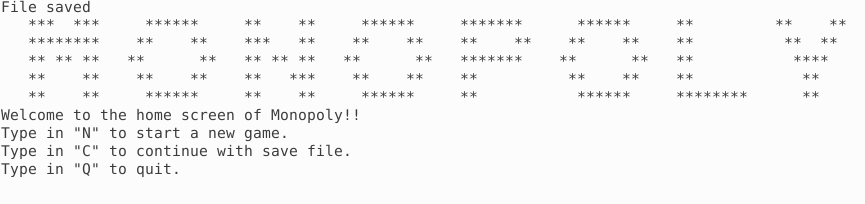 File saved
   ***  ***     ******     **    **     ******     *******      ******     **         **    **
   ********    **    **    ***   **    **    **    **    **    **    **    **          **  **
   ** ** **   **      **   ** ** **   **      **   *******    **      **   **           ****
   **    **    **    **    **   ***    **    **    **          **    **    **            **
   **    **     ******     **    **     ******     **           ******     ********      **
Welcome to the home screen of Monopoly!!
Type in "N" to start a new game.
Type in "C" to continue with save file.
Type in "Q" to quit.